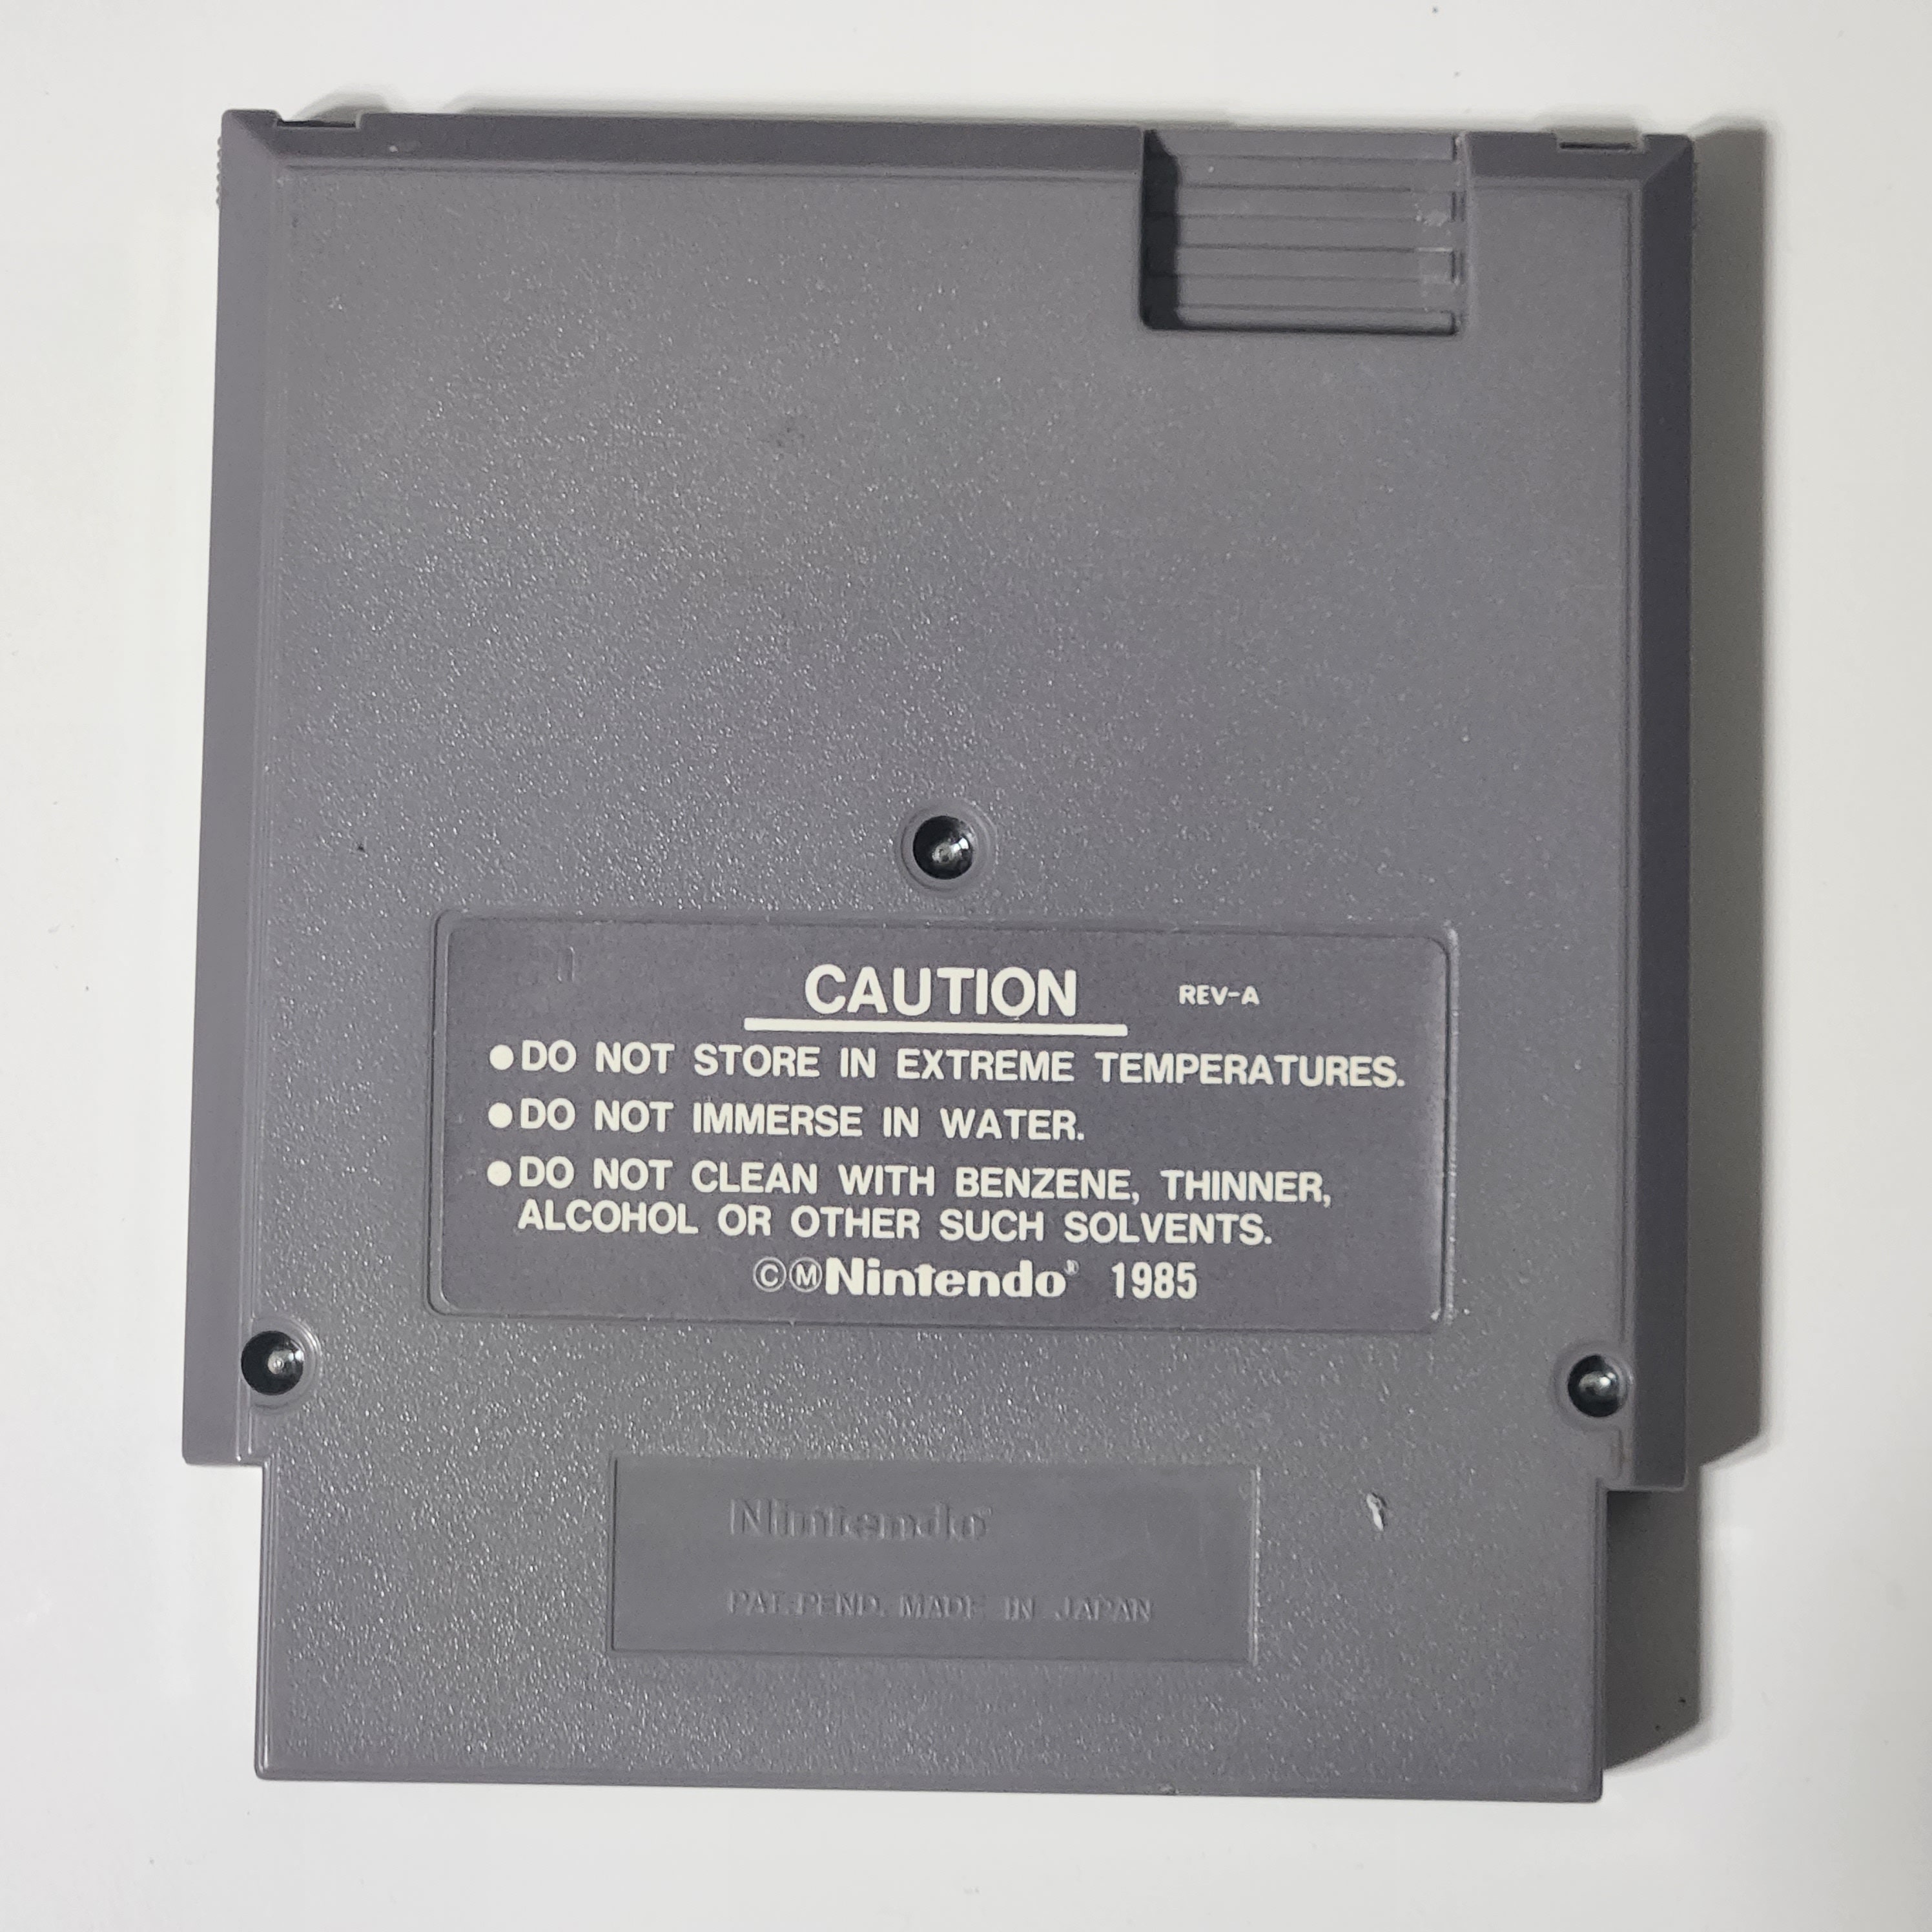 CAUTION REV-A
●DO NOT STORE IN EXTREME TEMPERATURES.
●DO NOT IMMERSE IN WATER.
●DO NOT CLEAN WITH BENZENE, THINNER,
ALCOHOL OR OTHER SUCH SOLVENTS.
©ⓂNintendo® 1985
Nintendo®
PAT. PEND. MADE IN JAPAN